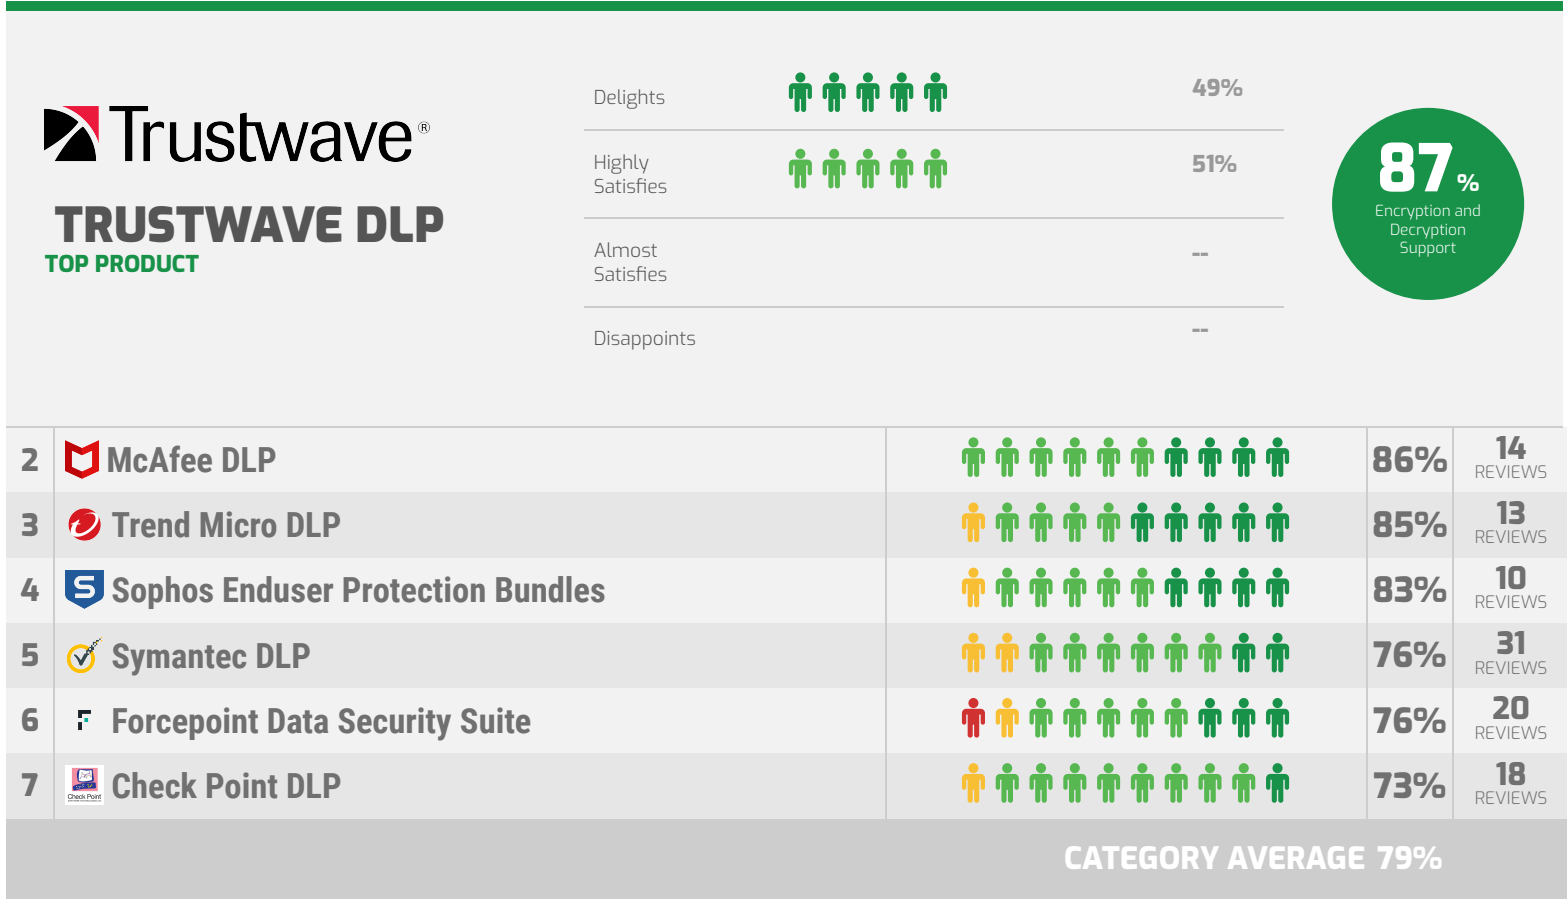 Trustwave®
TRUSTWAVE DLP
TOP PRODUCT
Delights 49%
Highly
Satisfies 51%
Almost
Satisfies --
Disappoints --
87%
Encryption and
Decryption
Support
2 McAfee DLP 86% 14 REVIEWS
3 Trend Micro DLP 85% 13 REVIEWS
4 S Sophos Enduser Protection Bundles 83% 10 REVIEWS
5 Symantec DLP 76% 31 REVIEWS
6 Forcepoint Data Security Suite 76% 20 REVIEWS
7 Check Point Check Point DLP 73% 18 REVIEWS
CATEGORY AVERAGE 79%